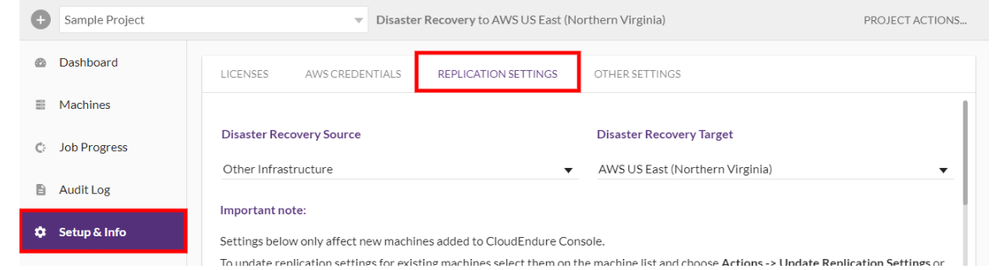 Sample Project
Disaster Recovery to AWS US East (Northern Virginia)
PROJECT ACTIONS...
Dashboard
Machines
Job Progress
Audit Log
Setup & Info
LICENSES
AWS CREDENTIALS
REPLICATION SETTINGS
OTHER SETTINGS
Disaster Recovery Source
Disaster Recovery Target
Other Infrastructure
AWS US East (Northern Virginia)
Important note:
Settings below only affect new machines added to CloudEndure Console.
To update replication settings for existing machines select them on the machine list and choose Actions -> Update Replication Settings or